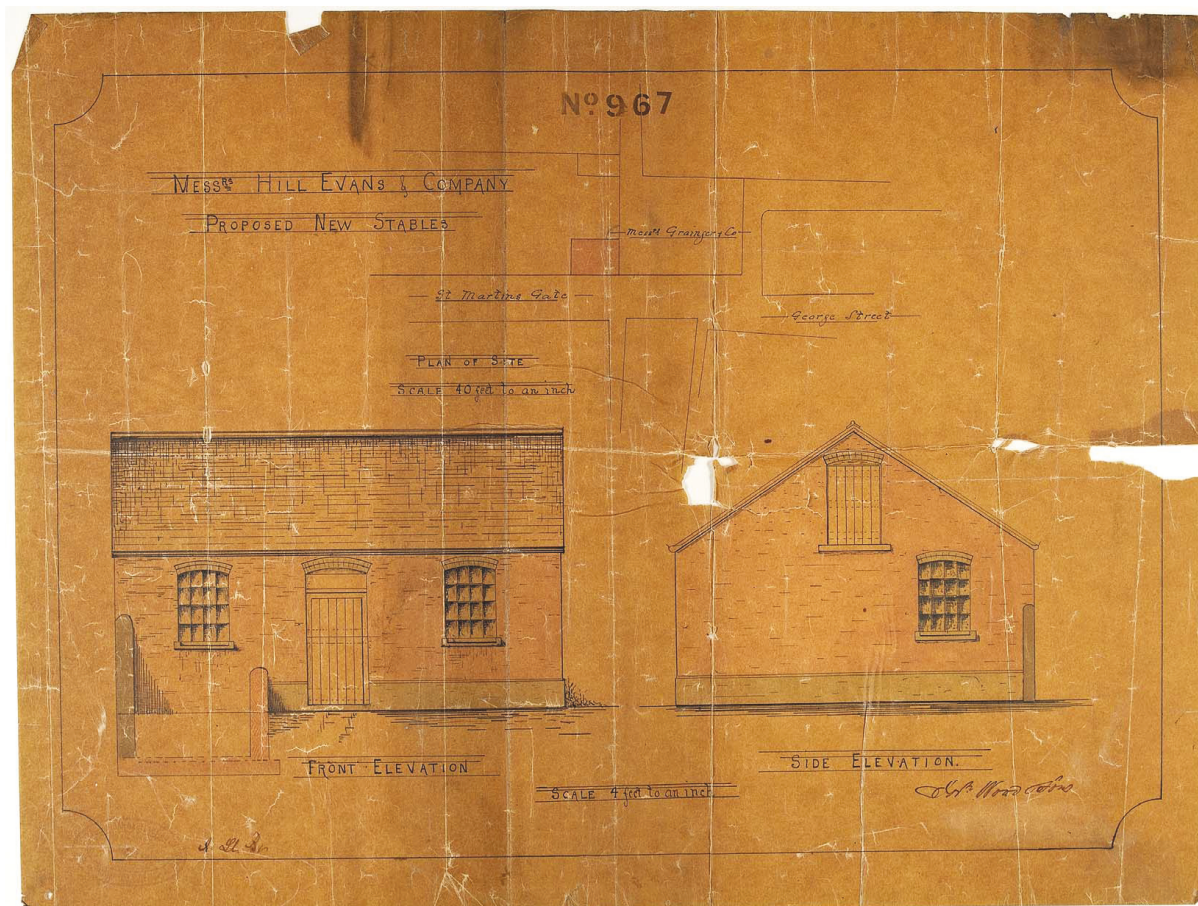 No. 967
MESSRS HILL EVANS & COMPANY
PROPOSED NEW STABLES
Messrs Grainger & Co
St Martins Gate
George Street
PLAN OF SITE
SCALE 40 feet to an inch
FRONT ELEVATION
SIDE ELEVATION.
SCALE 4 feet to an inch.